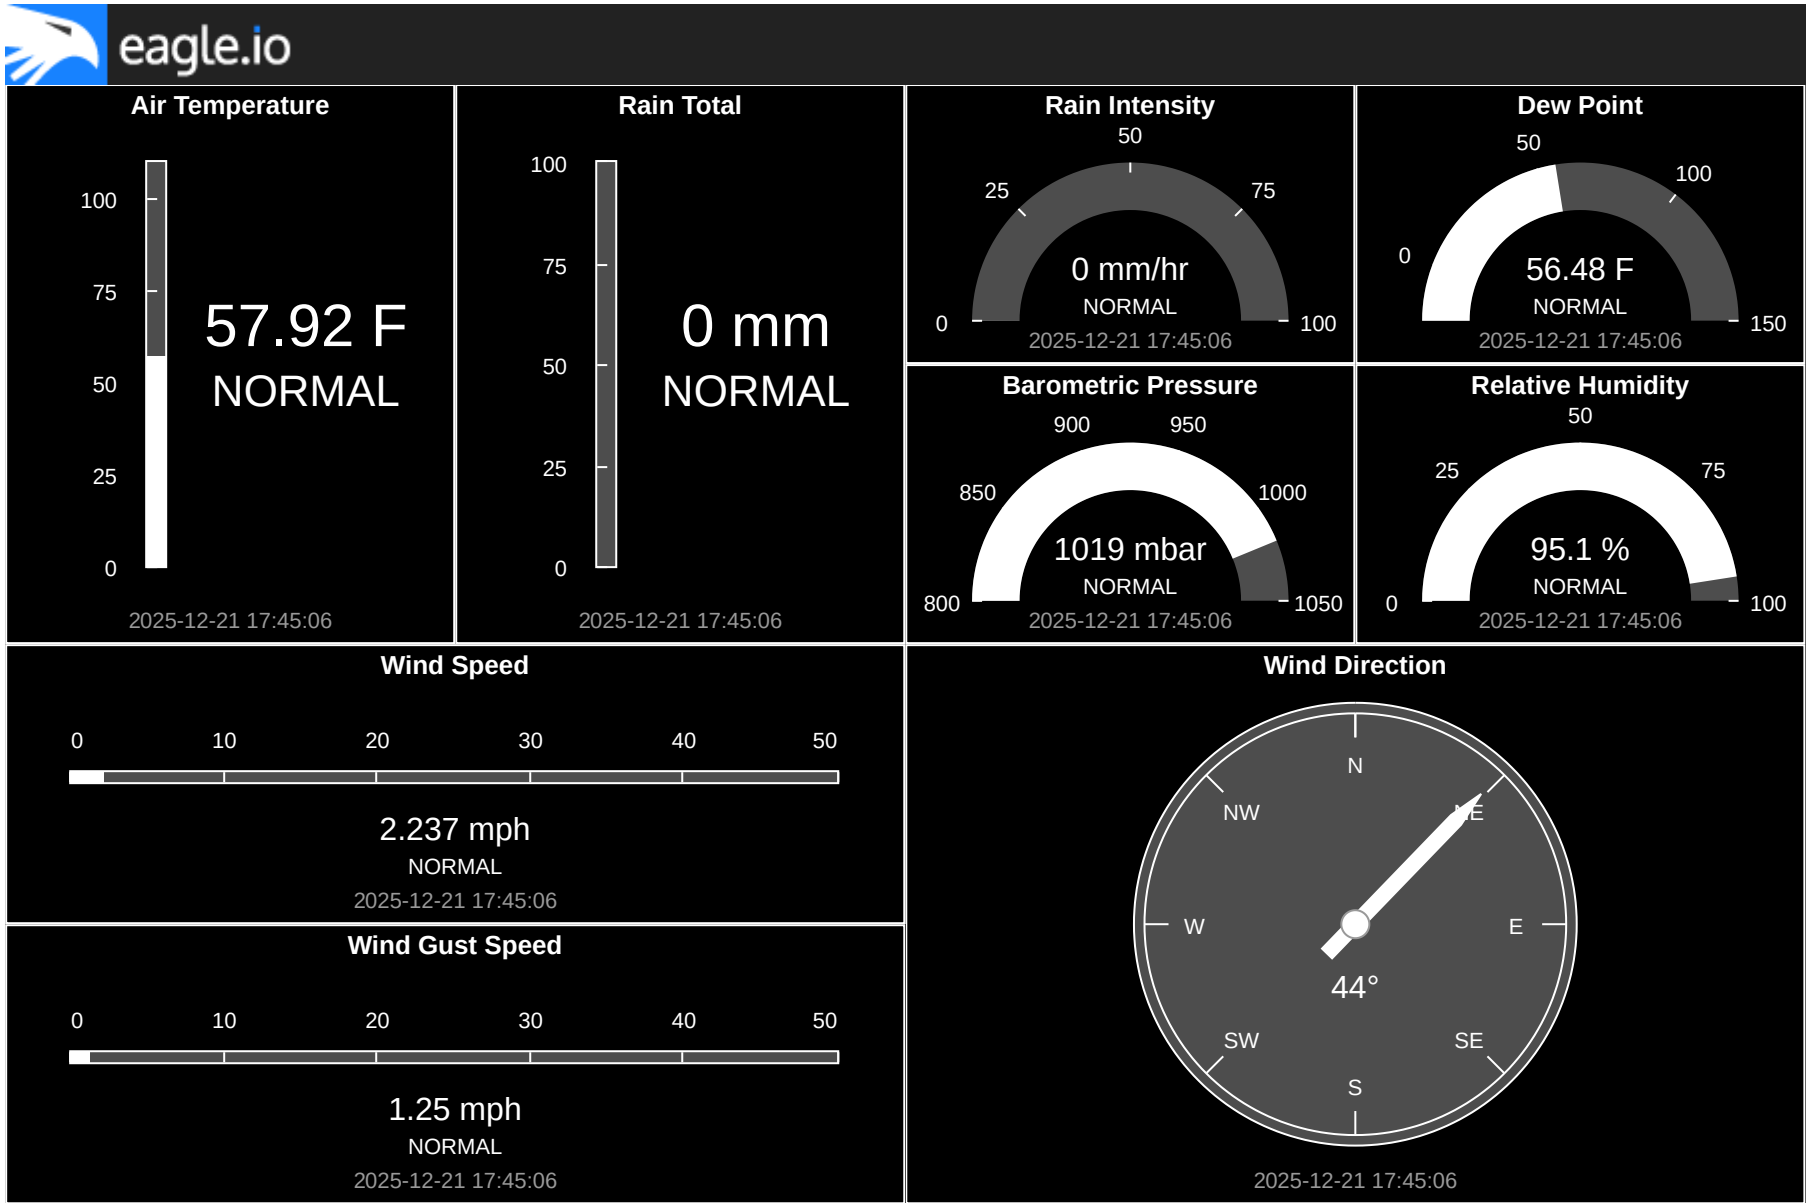 eagle.io
Air Temperature
100
75
50
25
0
57.92 F
NORMAL
2025-12-21 17:45:06
Rain Total
100
75
50
25
0
0 mm
NORMAL
2025-12-21 17:45:06
Rain Intensity
50
25
75
0
100
0 mm/hr
NORMAL
2025-12-21 17:45:06
Dew Point
50
100
0
150
56.48 F
NORMAL
2025-12-21 17:45:06
Barometric Pressure
900 950
850 1000
800 1050
1019 mbar
NORMAL
2025-12-21 17:45:06
Relative Humidity
50
25 75
0 100
95.1 %
NORMAL
2025-12-21 17:45:06
Wind Speed
0 10 20 30 40 50
2.237 mph
NORMAL
2025-12-21 17:45:06
Wind Gust Speed
0 10 20 30 40 50
1.25 mph
NORMAL
2025-12-21 17:45:06
Wind Direction
N
NW NE
W E
44°
SW SE
S
2025-12-21 17:45:06